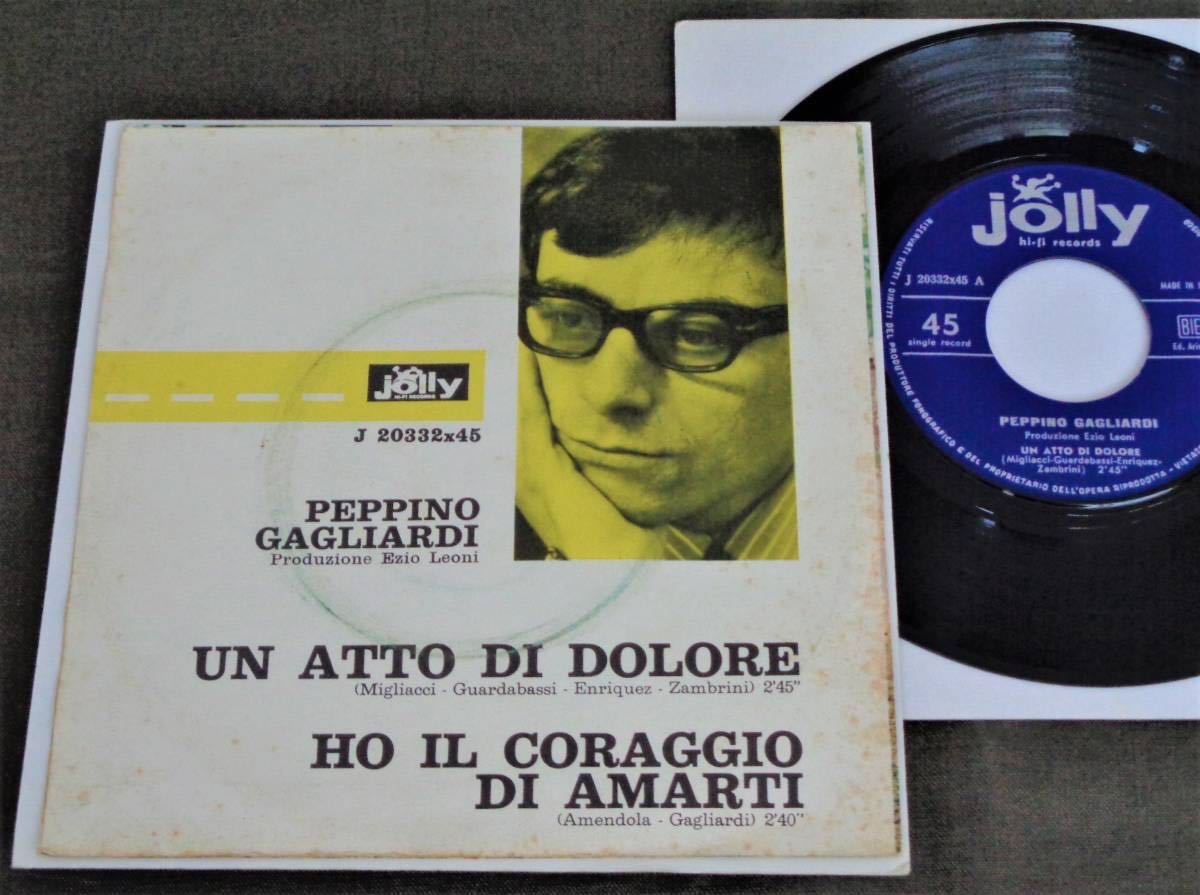 jolly
HI-FI RECORDS
J 20332x45
PEPPINO
GAGLIARDI
Produzione Ezio Leoni
UN ATTO DI DOLORE
(Migliacci - Guardabassi - Enriquez - Zambrini) 2'45"
HO IL CORAGGIO
DI AMARTI
(Amendola - Gagliardi) 2'40"
jolly
hi-fi records
J 20332x45 A
MADE IN
45
single record
BIE
Ed.
PEPPINO GAGLIARDI
Produzione Ezio Leoni
UN ATTO DI DOLORE
(Migliacci-Guardabassi-Enriquez-
Zambrini) 2'45"
RISERVATI TUTTI I DIRITTI DEL PRODUTTORE FONOGRAFICO E DEL PROPRIETARIO DELL'OPERA RIPRODOTTA -